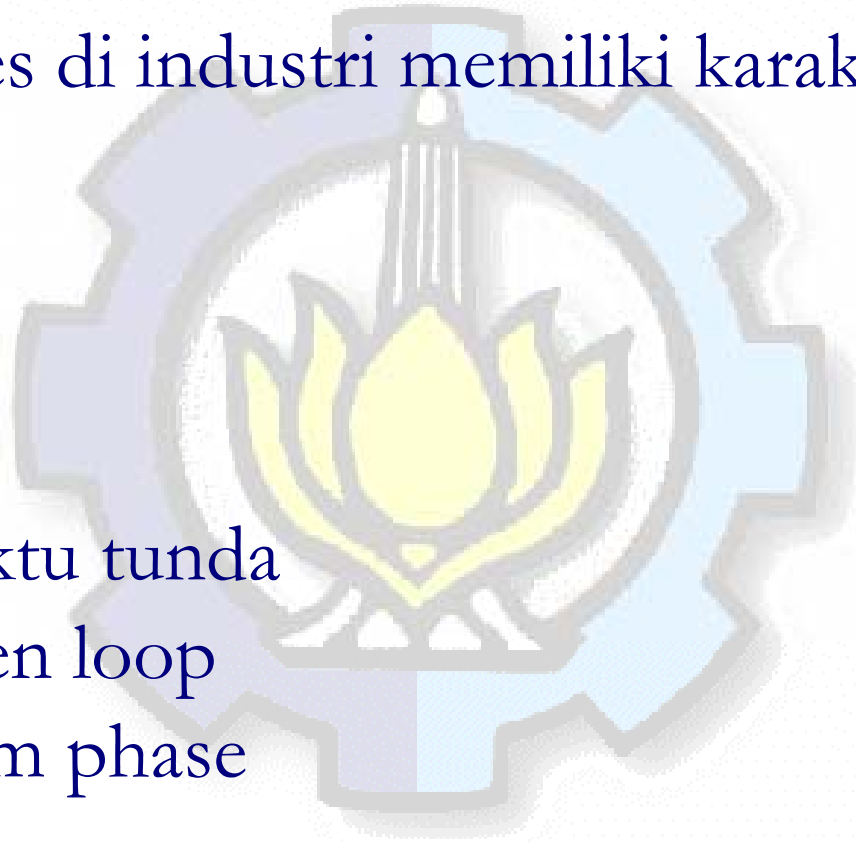 es di industri memiliki karak
ktu tunda
en loop
m phase